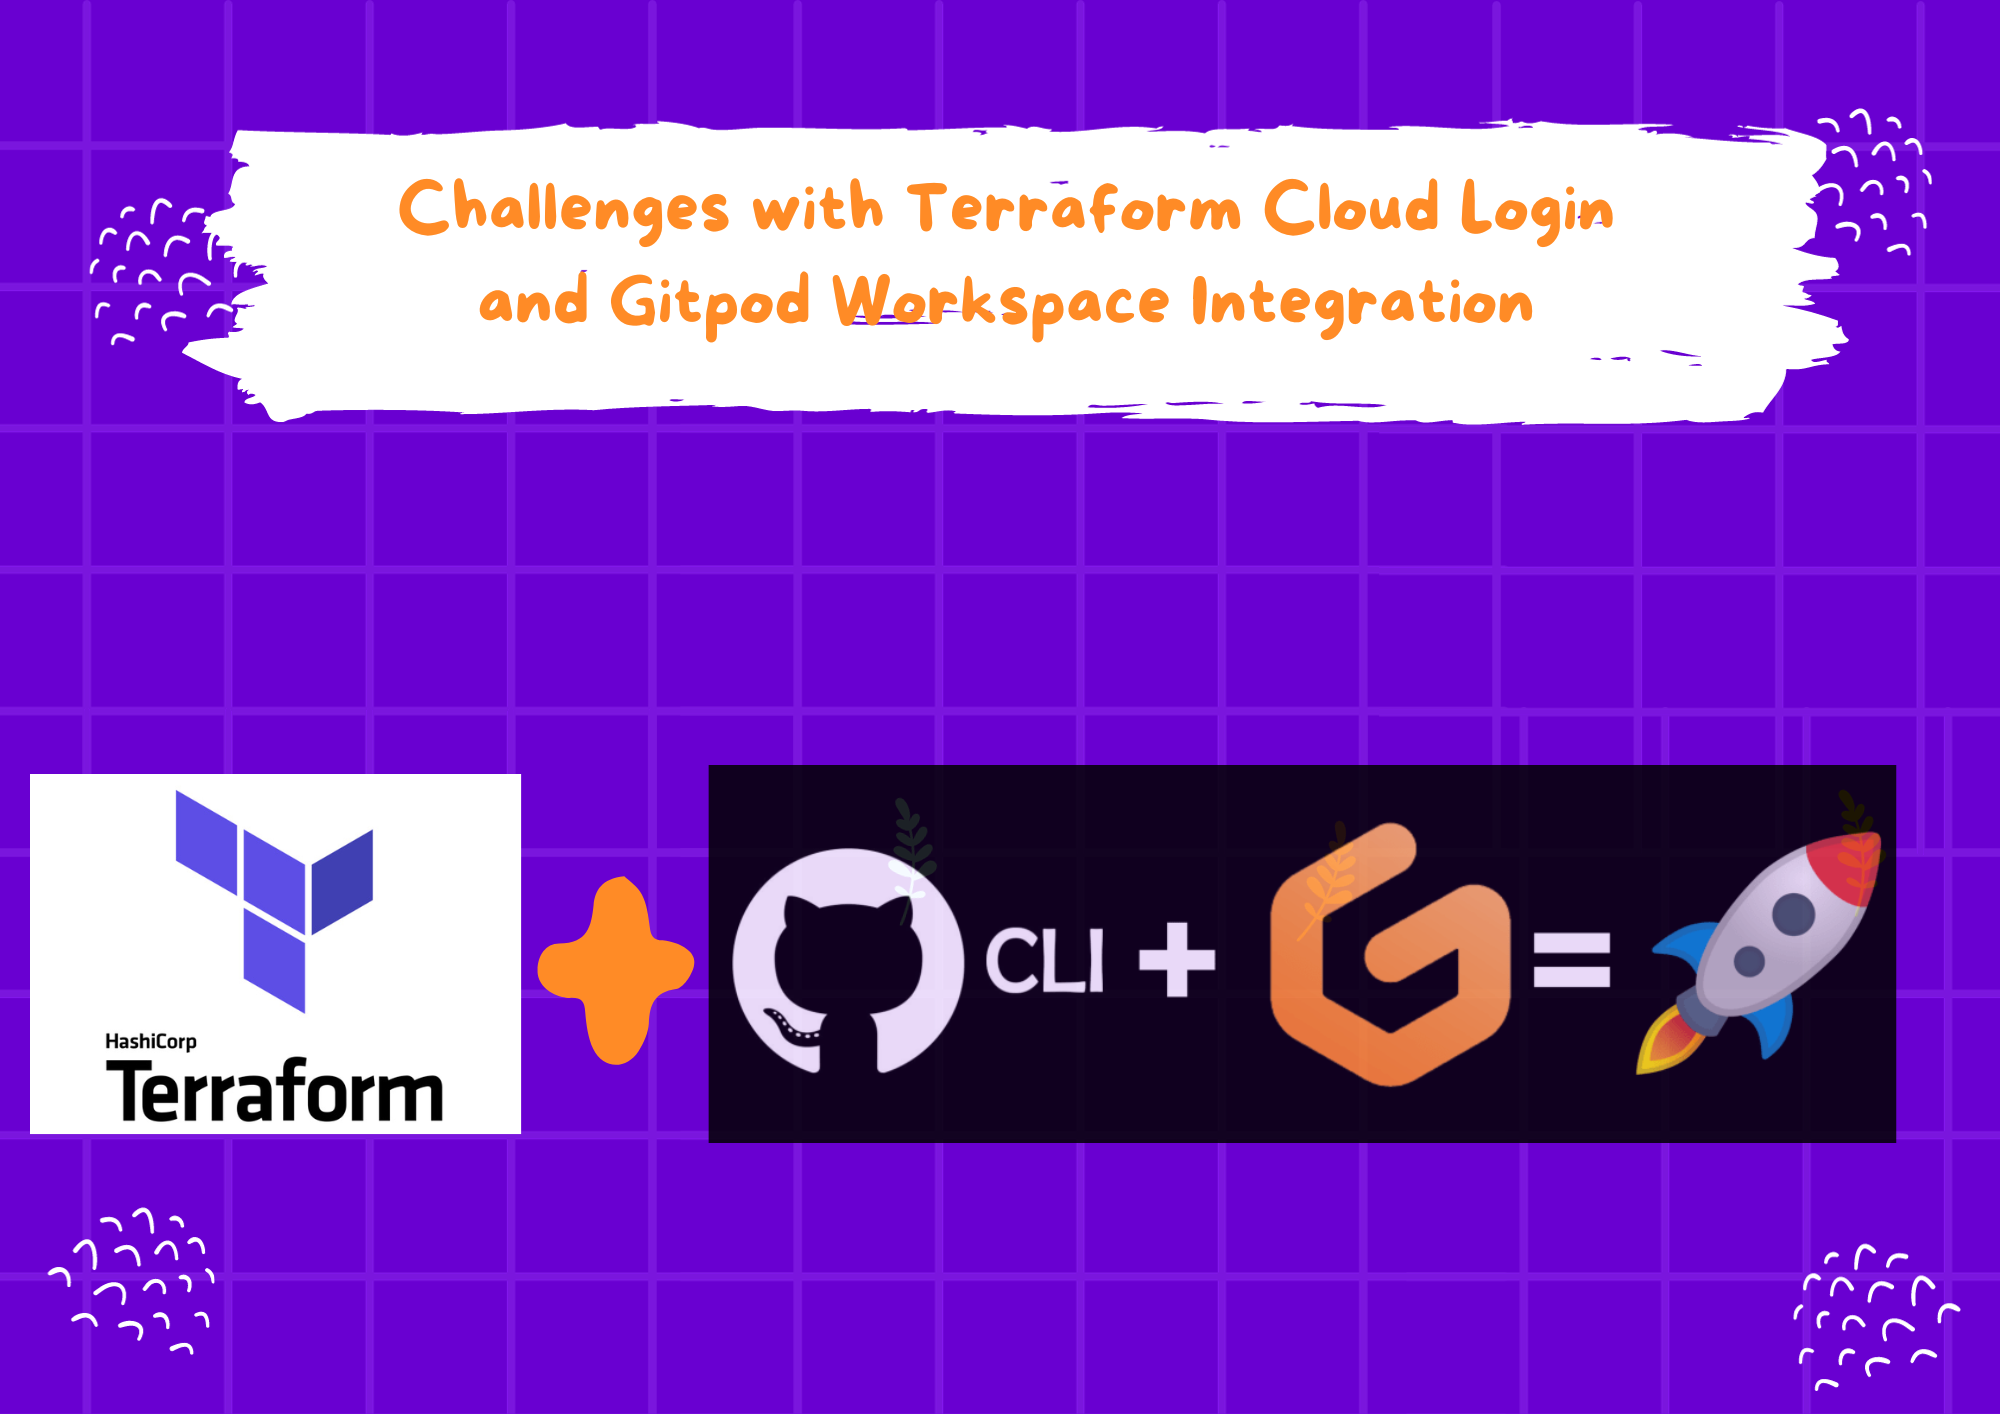 Challenges with Terraform Cloud Login
and Gitpod Workspace Integration
HashiCorp
Terraform
CLI + =